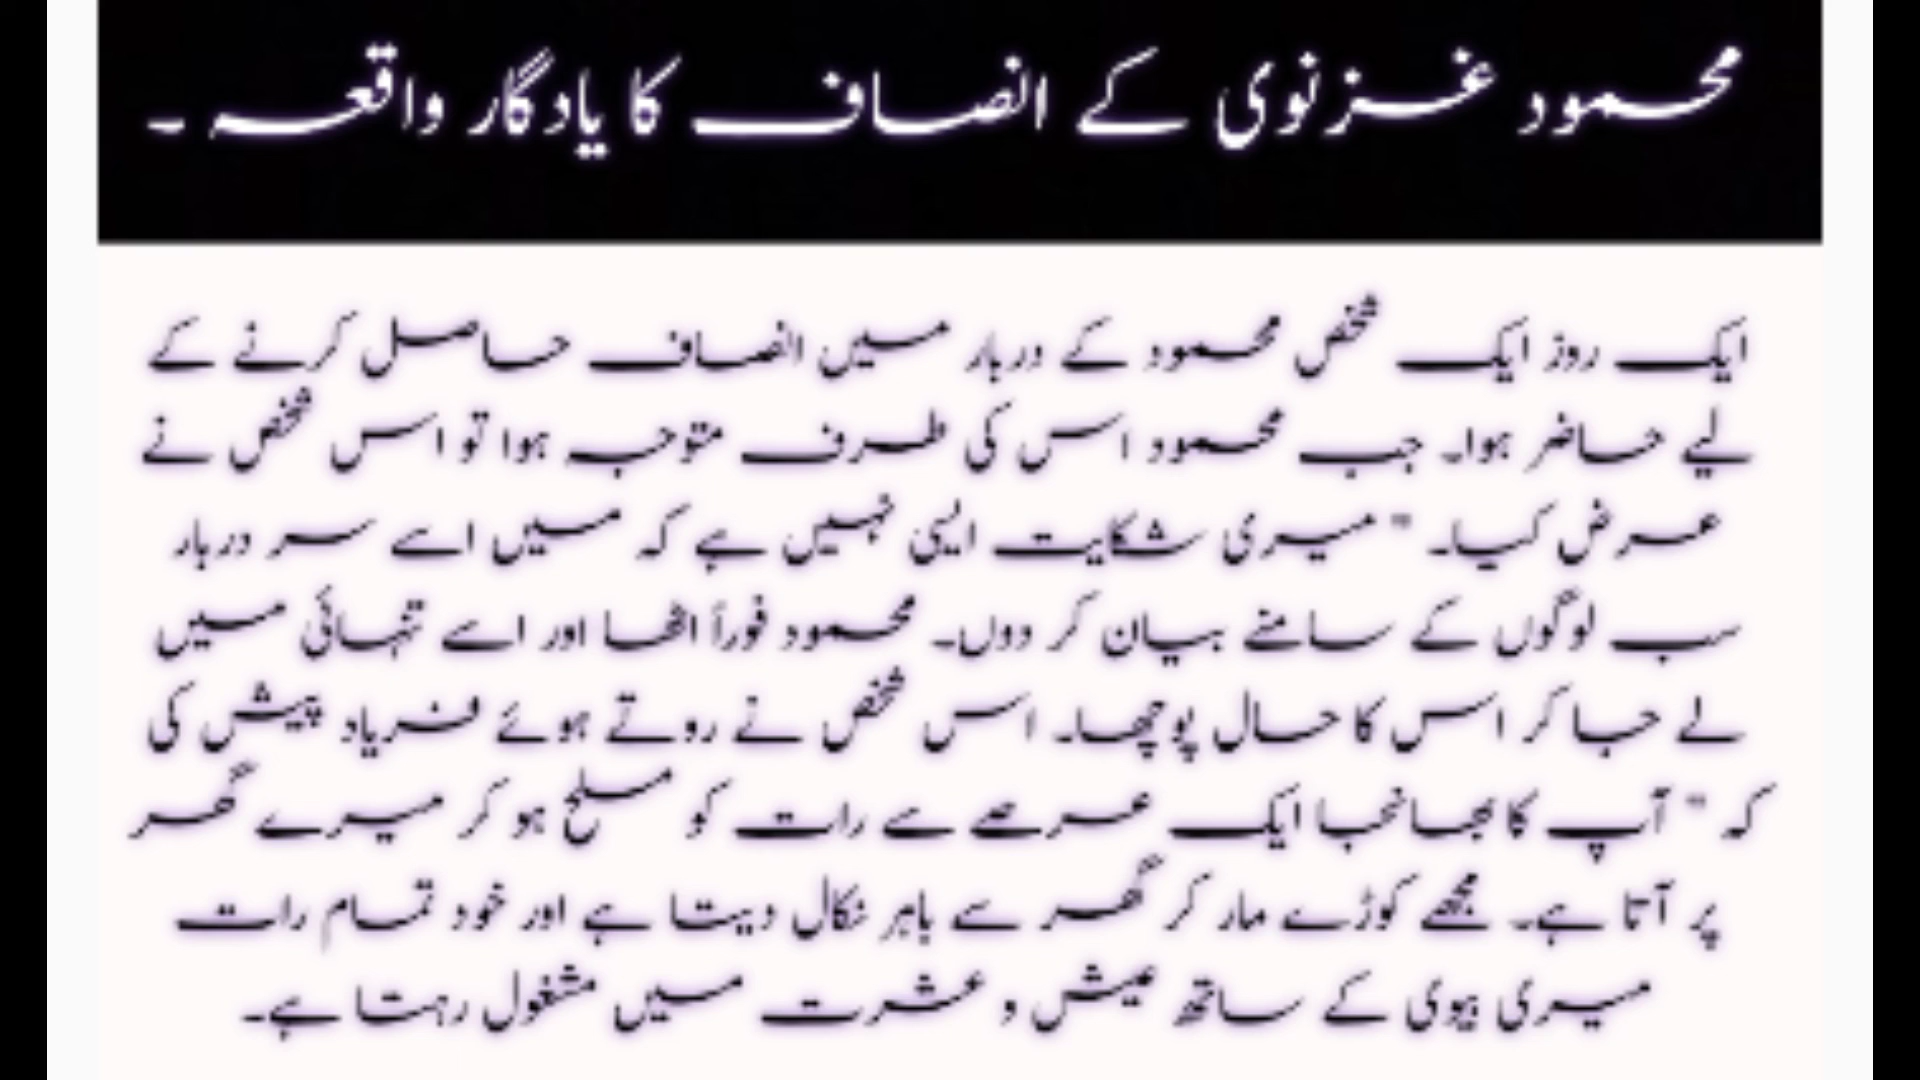 محمود غزنوی کے انصاف کا یادگار واقعہ ۔
ایک روز ایک شخص محمود کے دربار میں انصاف حاصل کرنے کے
لیے حاضر ہوا۔ جب محمود اس کی طرف متوجہ ہوا تو اس شخص نے
عرض کیا۔ " میری شکایت ایسی نہیں ہے کہ میں اسے سر دربار
سب لوگوں کے سامنے بیان کر دوں۔ محمود فوراً اٹھا اور اسے تنہائی میں
لے جا کر اس کا حال پوچھا۔ اس شخص نے روتے ہوئے فریاد پیش کی
کہ " آپ کا بھانجا ایک عرصے سے رات کو مسلح ہو کر میرے گھر
پر آتا ہے۔ مجھے کوڑے مار کر گھر سے باہر نکال دیتا ہے اور خود تمام رات
میری بیوی کے ساتھ عیش و عشرت میں مشغول رہتا ہے۔